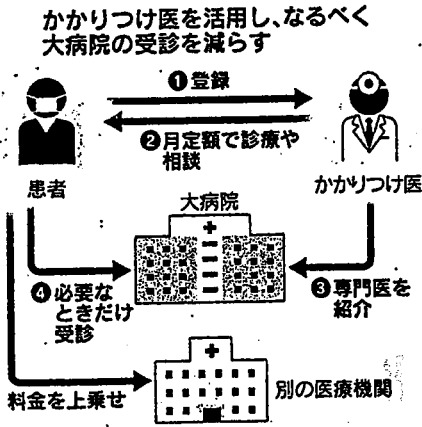 かかりつけ医を活用し、なるべく
大病院の受診を減らす
❶登録
❷月定額で診療や
相談
患者
かかりつけ医
大病院
❹必要な
ときだけ
受診
❸専門医を
紹介
料金を上乗せ
別の医療機関